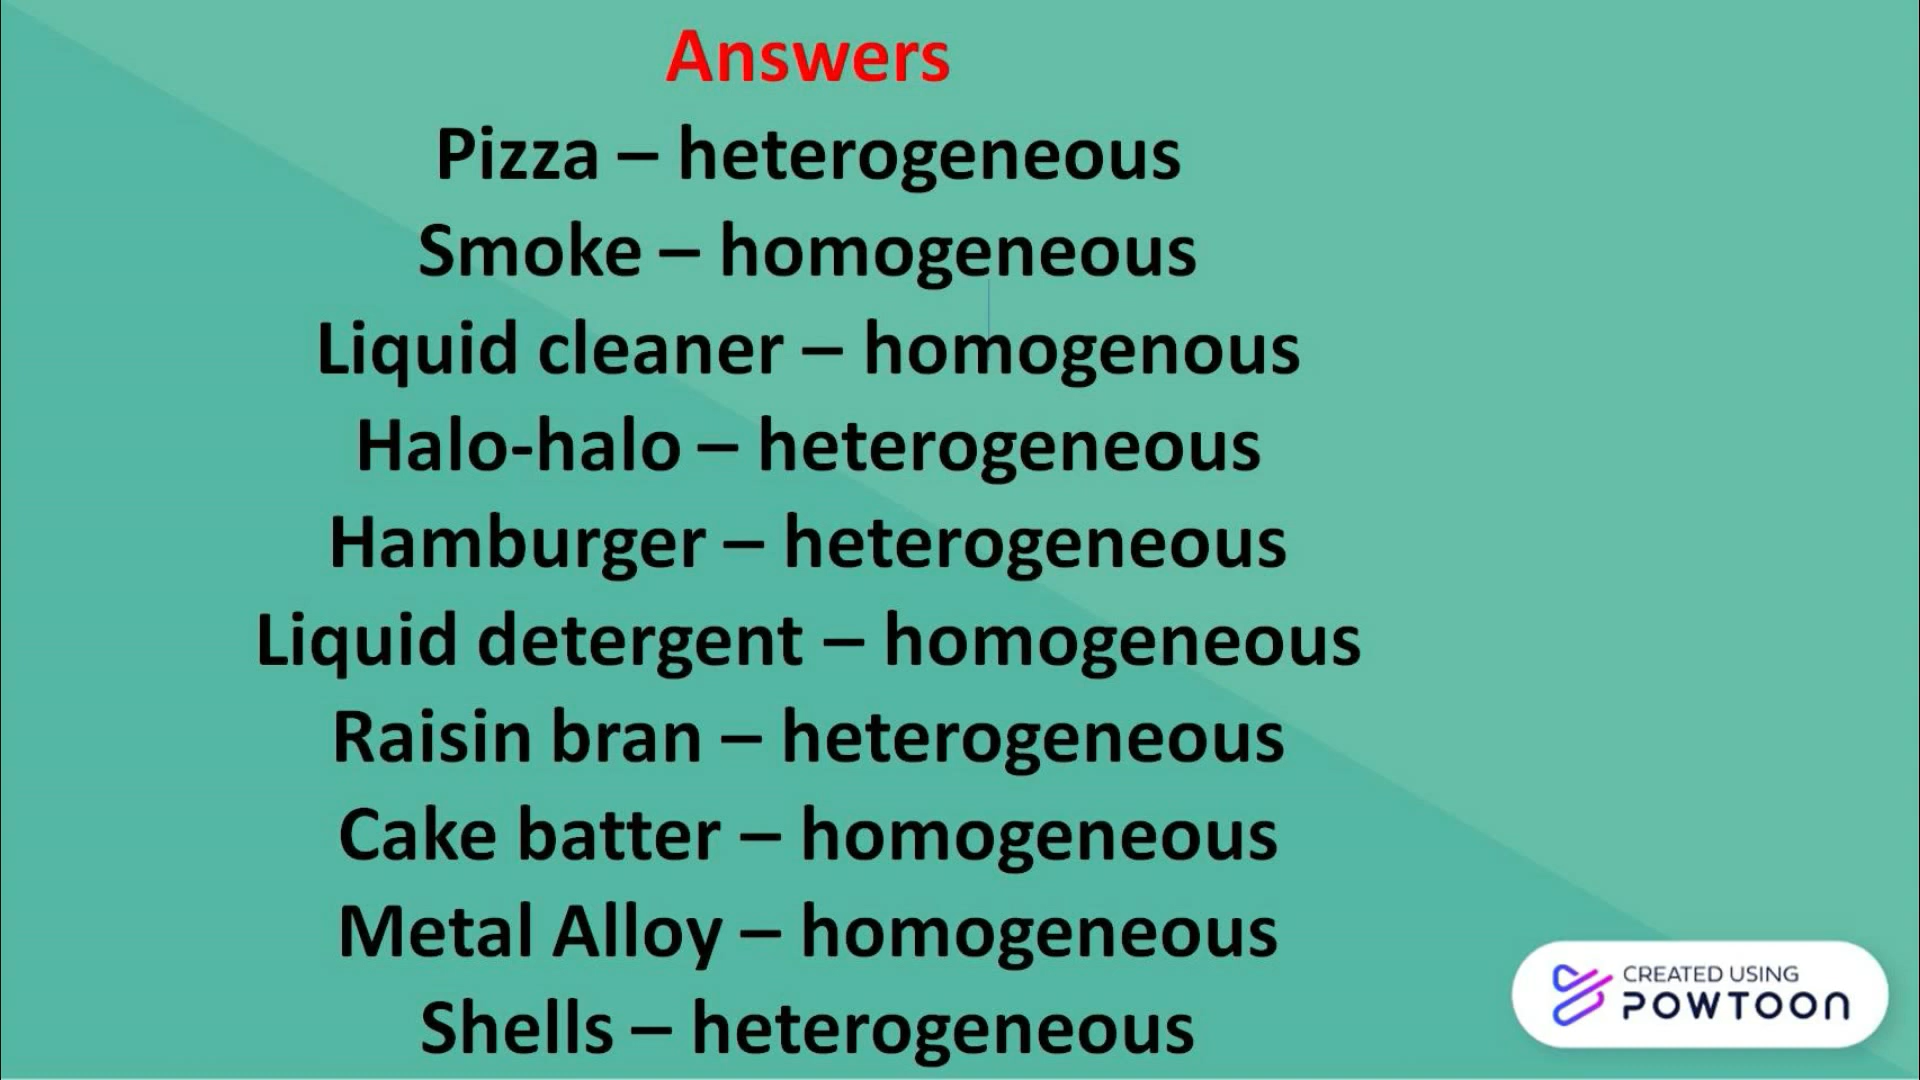 Answers
Pizza – heterogeneous
Smoke – homogeneous
Liquid cleaner – homogenous
Halo-halo – heterogeneous
Hamburger – heterogeneous
Liquid detergent – homogeneous
Raisin bran – heterogeneous
Cake batter – homogeneous
Metal Alloy – homogeneous
Shells – heterogeneous
CREATED USING
POWTOON